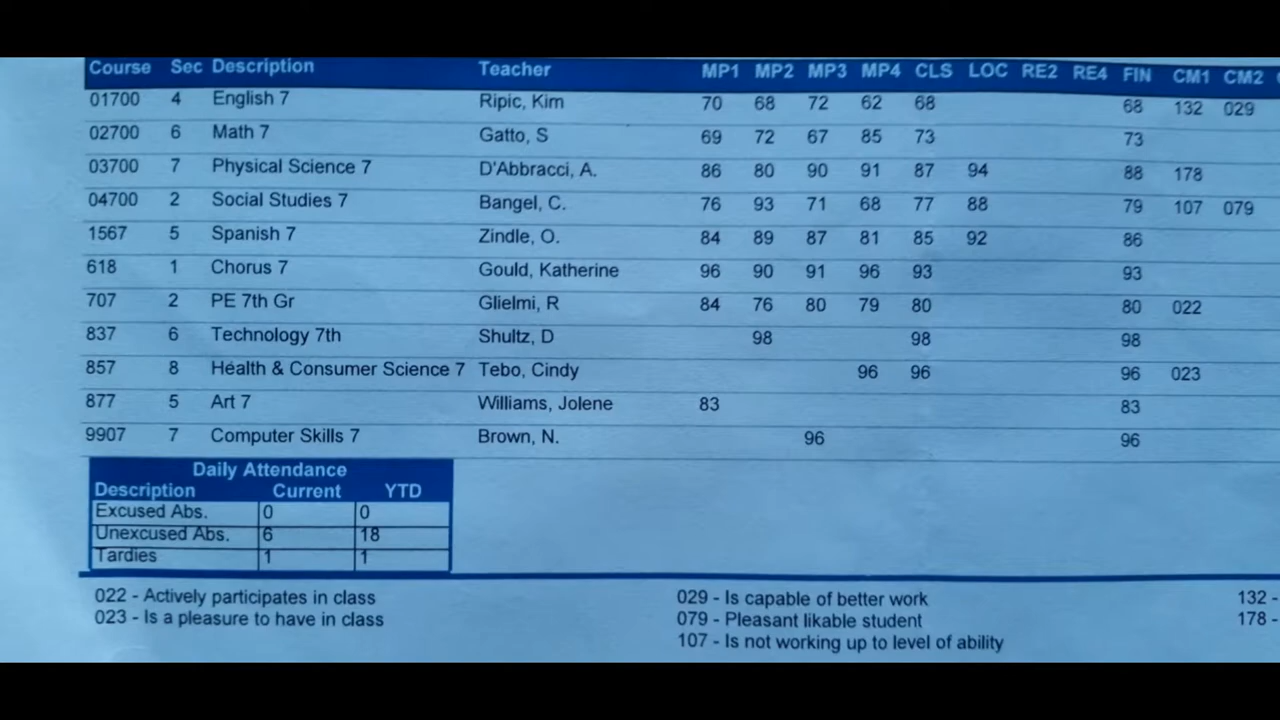 Course Sec Description Teacher MP1 MP2 MP3 MP4 CLS LOC RE2 RE4 FIN CM1 CM2
01700 4 English 7 Ripic, Kim 70 68 72 62 68 68 132 029
02700 6 Math 7 Gatto, S 69 72 67 85 73 73
03700 7 Physical Science 7 D'Abbracci, A. 86 80 90 91 87 94 88 178
04700 2 Social Studies 7 Bangel, C. 76 93 71 68 77 88 79 107 079
1567 5 Spanish 7 Zindle, O. 84 89 87 81 85 92 86
618 1 Chorus 7 Gould, Katherine 96 90 91 96 93 93
707 2 PE 7th Gr Glielmi, R 84 76 80 79 80 80 022
837 6 Technology 7th Shultz, D 98 98 98
857 8 Health & Consumer Science 7 Tebo, Cindy 96 96 96 023
877 5 Art 7 Williams, Jolene 83 83
9907 7 Computer Skills 7 Brown, N. 96 96
Daily Attendance
Description Current YTD
Excused Abs. 0 0
Unexcused Abs. 6 18
Tardies 1 1
022 - Actively participates in class 029 - Is capable of better work 132 -
023 - Is a pleasure to have in class 079 - Pleasant likable student 178 -
107 - Is not working up to level of ability